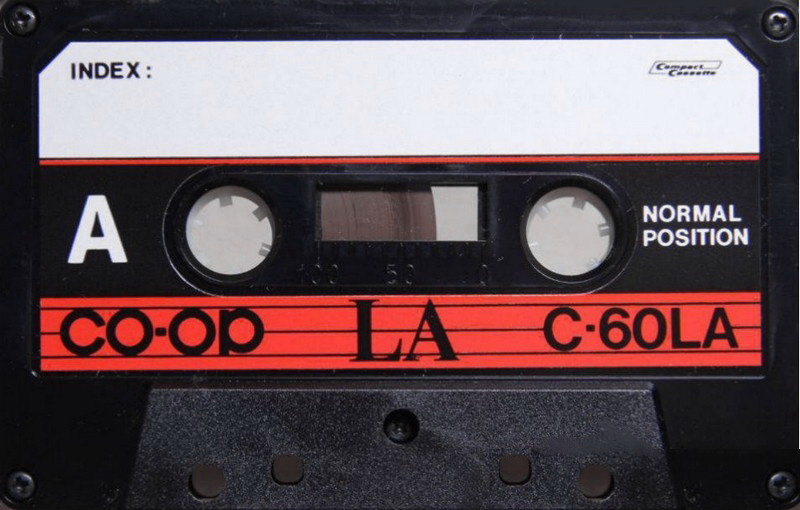 INDEX:
Compact
Cassette
A
NORMAL
POSITION
100 50 0
CO-OP LA C-60LA